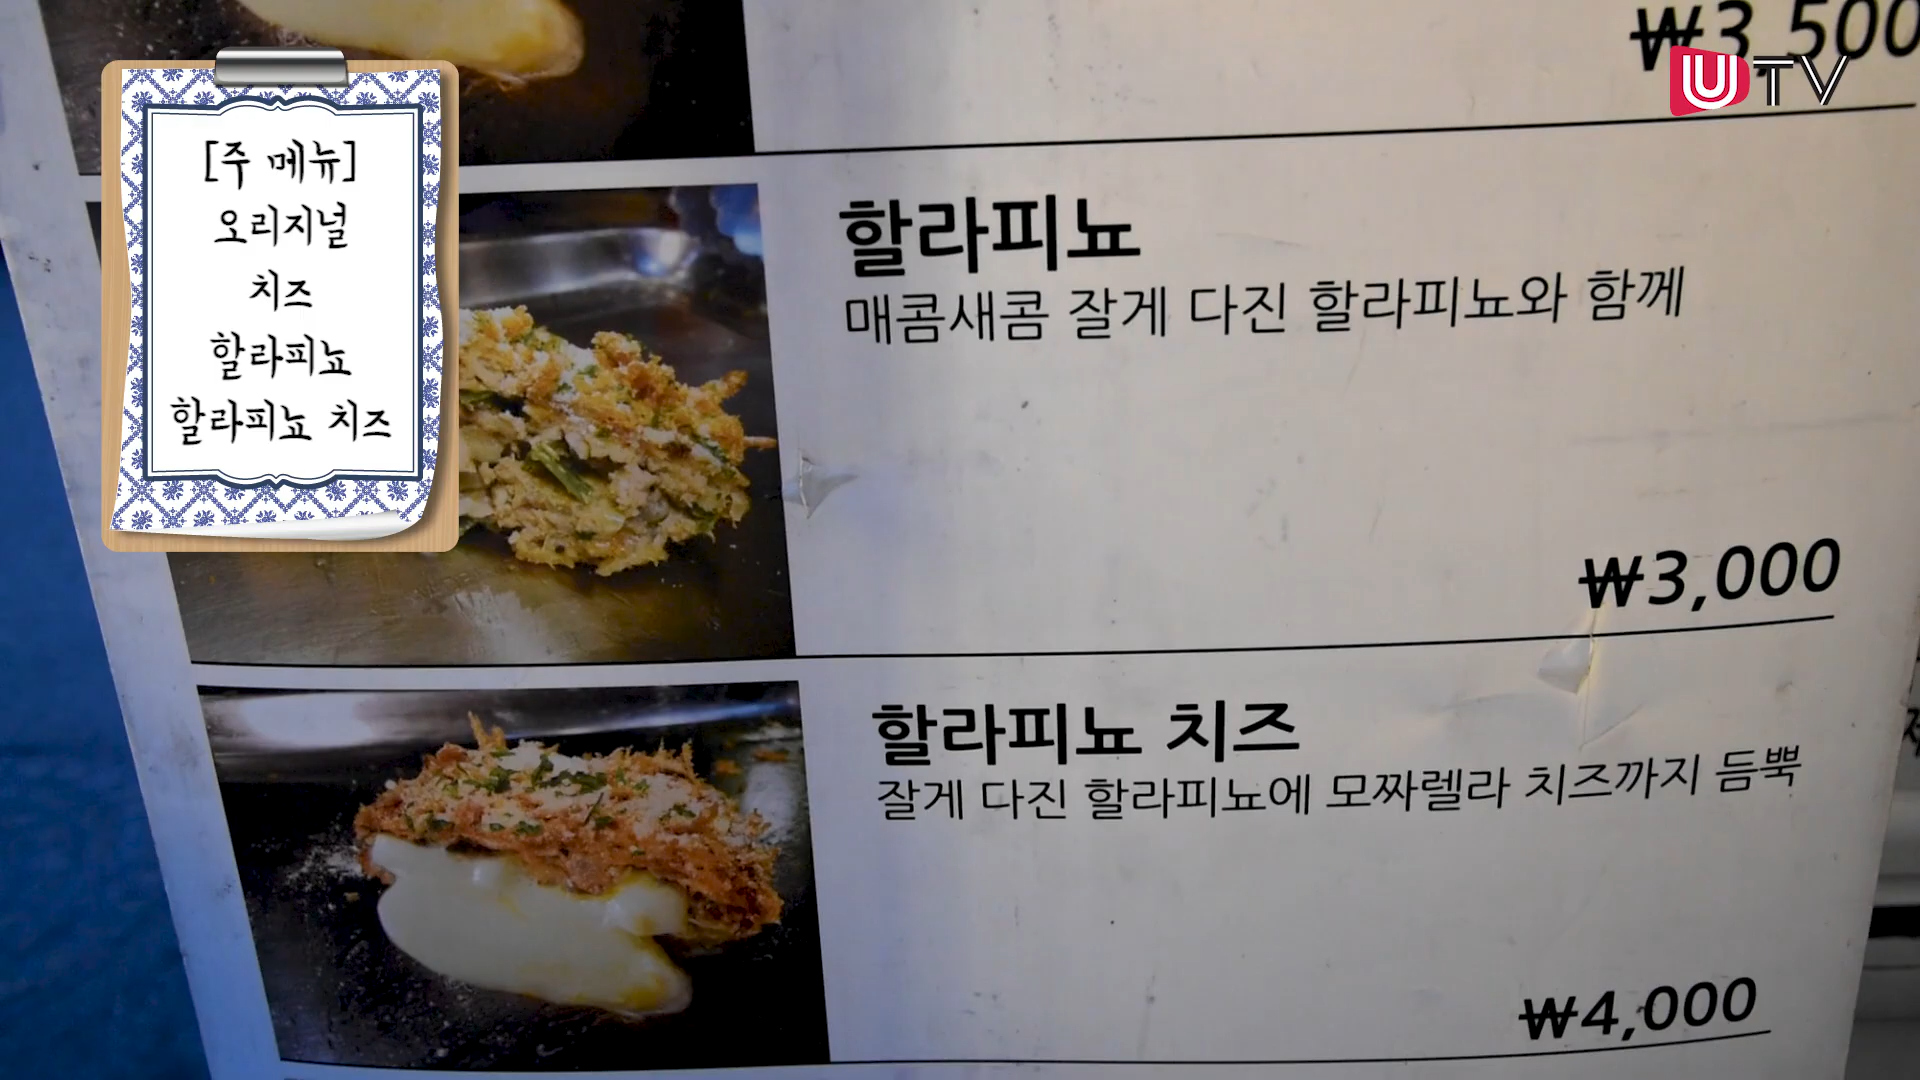 ₩3,500
UTV
[주 메뉴]
오리지널
치즈
할라피뇨
할라피뇨 치즈
할라피뇨
매콤새콤 잘게 다진 할라피뇨와 함께
₩3,000
할라피뇨 치즈
잘게 다진 할라피뇨에 모짜렐라 치즈까지 듬뿍
₩4,000